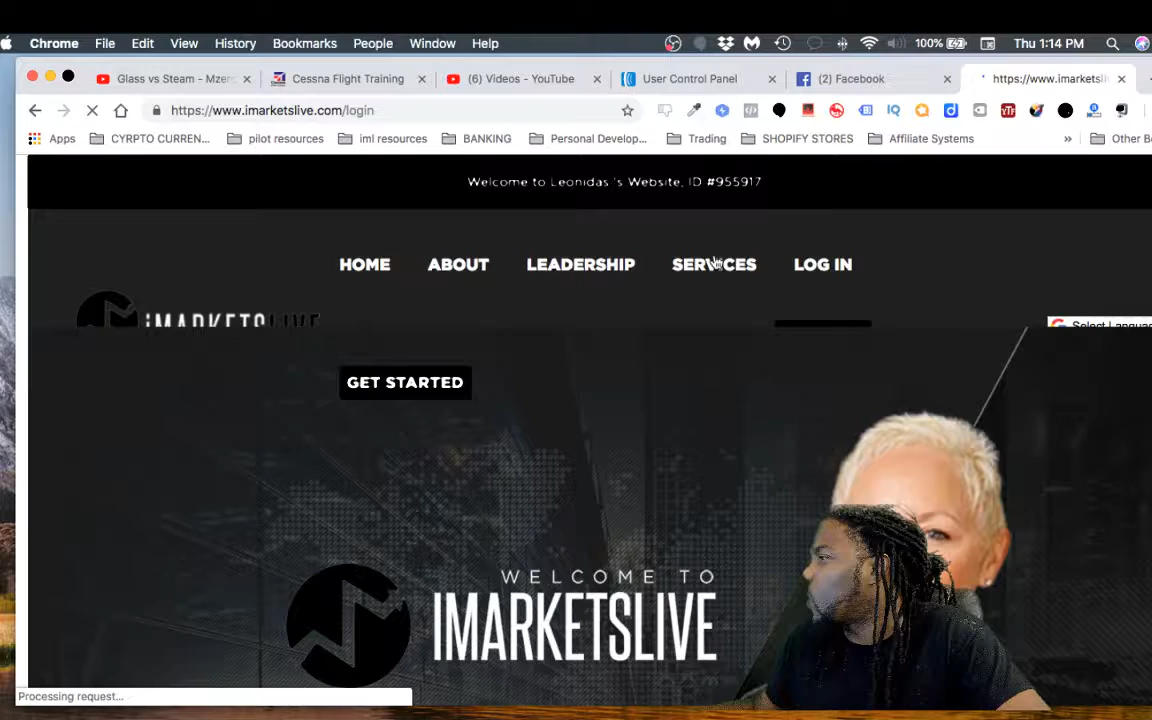 Chrome File Edit View History Bookmarks People Window Help 100% Thu 1:14 PM
Glass vs Steam - Mzero Cessna Flight Training (6) Videos - YouTube User Control Panel (2) Facebook https://www.imarketsli
https://www.imarketslive.com/login
Apps CYRPTO CURREN... pilot resources iml resources BANKING Personal Develop... Trading SHOPIFY STORES Affiliate Systems » Other Bo
Welcome to Leonidas 's Website, ID #955917
HOME ABOUT LEADERSHIP SERVICES LOG IN
iMARKETSLIVE Select Language
GET STARTED
WELCOME TO
IMARKETSLIVE
Processing request...